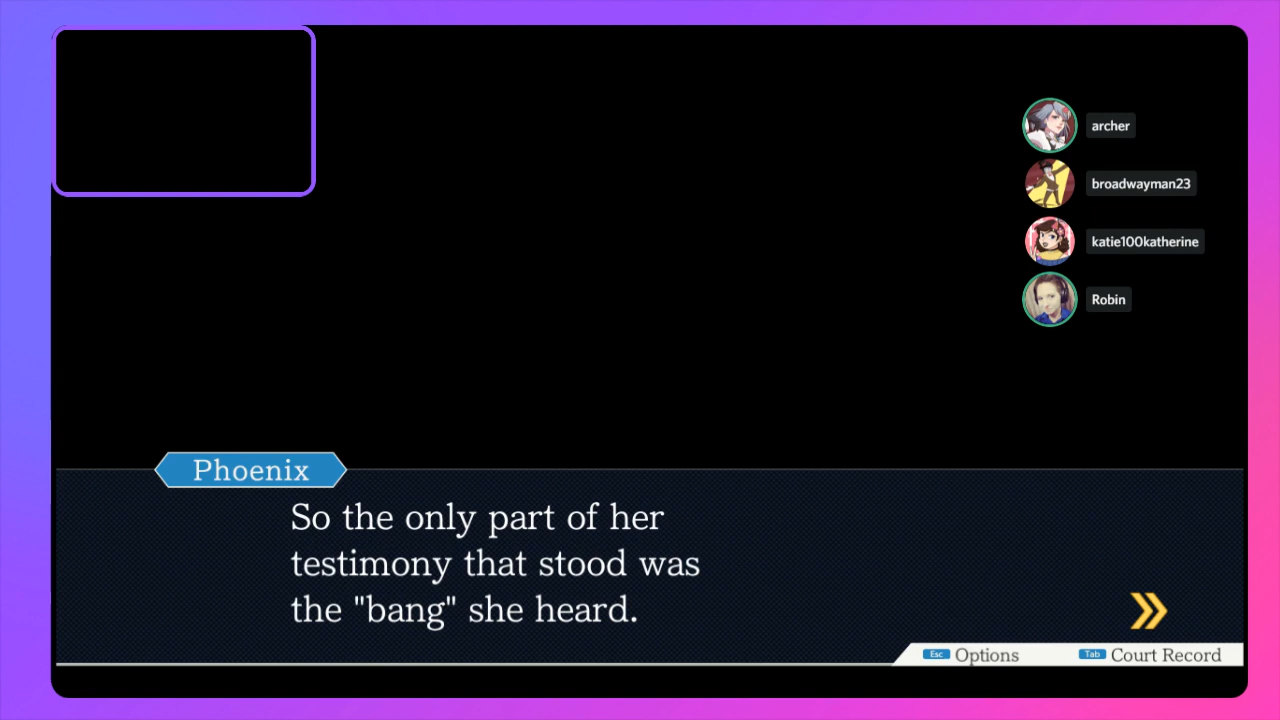 archer
broadwayman23
katie100katherine
Robin
Phoenix
So the only part of her
testimony that stood was
the "bang" she heard.
Esc Options Tab Court Record